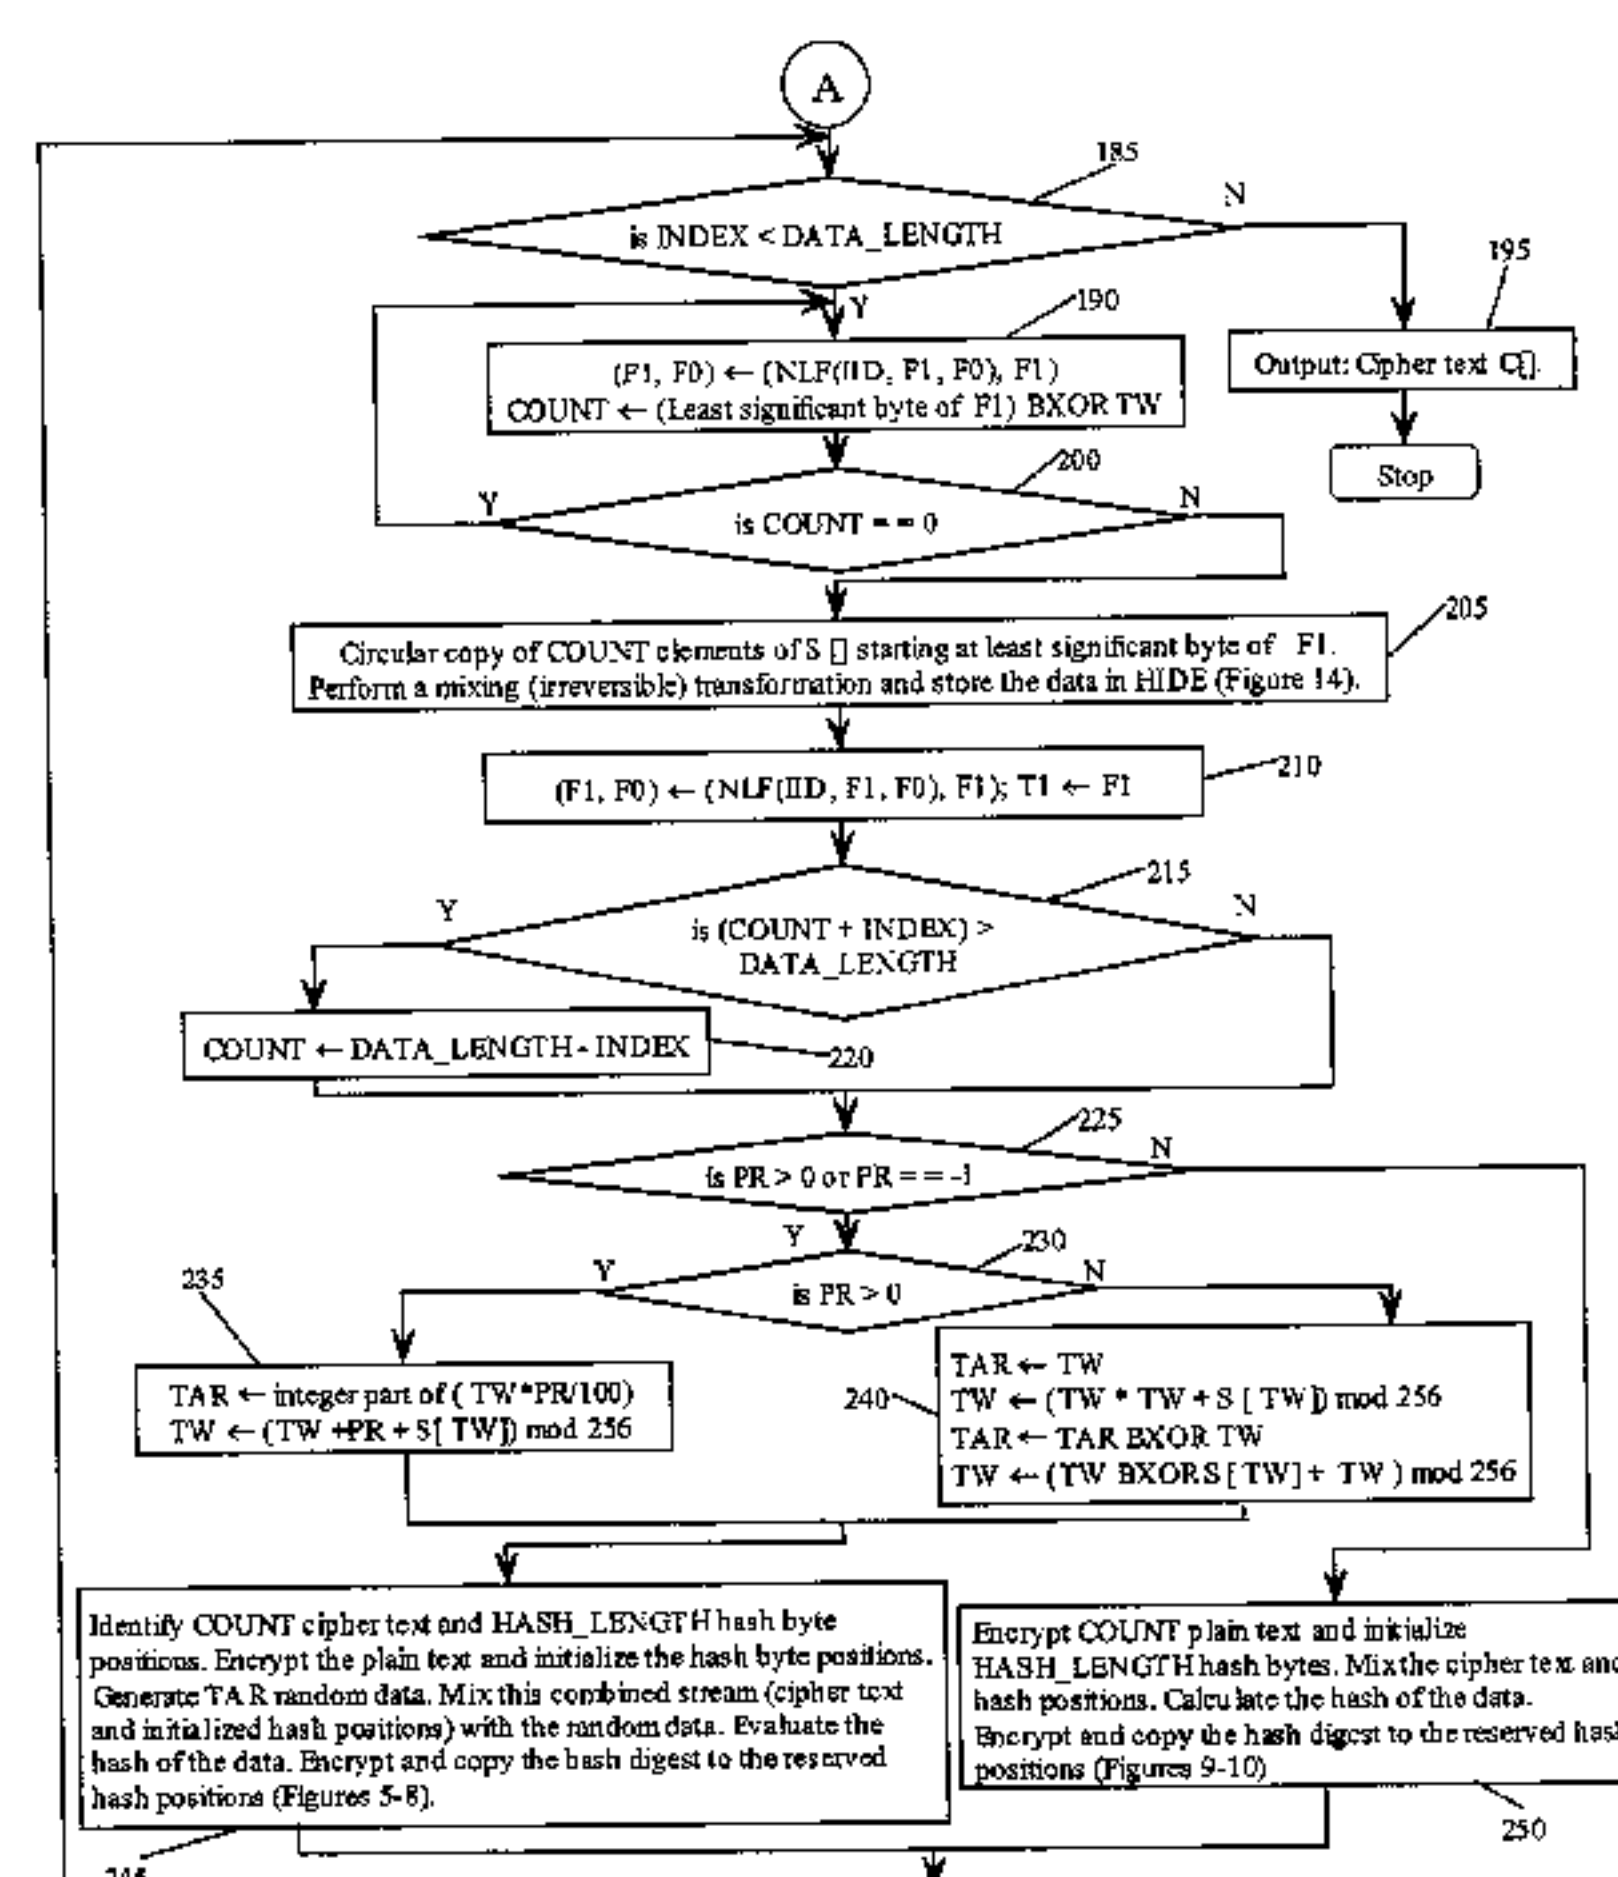 A
185
N
is INDEX < DATA_LENGTH
195
Y
190
(F1, F0) ← (NLF(IID, F1, F0), F1)
COUNT ← (Least significant byte of F1) BXOR TW
Output: Cipher text C[].
200
Y
N
is COUNT = = 0
Stop
205
Circular copy of COUNT elements of S [] starting at least significant byte of F1.
Perform a mixing (irreversible) transformation and store the data in HIDE (Figure 14).
210
(F1, F0) ← (NLF(IID, F1, F0), F1); T1 ← F1
215
Y
N
is (COUNT + INDEX) >
DATA_LENGTH
COUNT ← DATA_LENGTH - INDEX
220
225
N
is PR > 0 or PR = = -1
Y
230
Y
N
is PR > 0
235
TAR ← integer part of ( TW*PR/100)
TW ← (TW +PR + S[ TW]) mod 256
240
TAR ← TW
TW ← (TW * TW + S [ TW]) mod 256
TAR ← TAR BXOR TW
TW ← (TW BXOR S [ TW] + TW ) mod 256
Identify COUNT cipher text and HASH_LENGTH hash byte
positions. Encrypt the plain text and initialize the hash byte positions.
Generate TAR random data. Mix this combined stream (cipher text
and initialized hash positions) with the random data. Evaluate the
hash of the data. Encrypt and copy the hash digest to the reserved
hash positions (Figures 5-8).
Encrypt COUNT plain text and initialize
HASH_LENGTH hash bytes. Mix the cipher text and
hash positions. Calculate the hash of the data.
Encrypt and copy the hash digest to the reserved hash
positions (Figures 9-10)
250